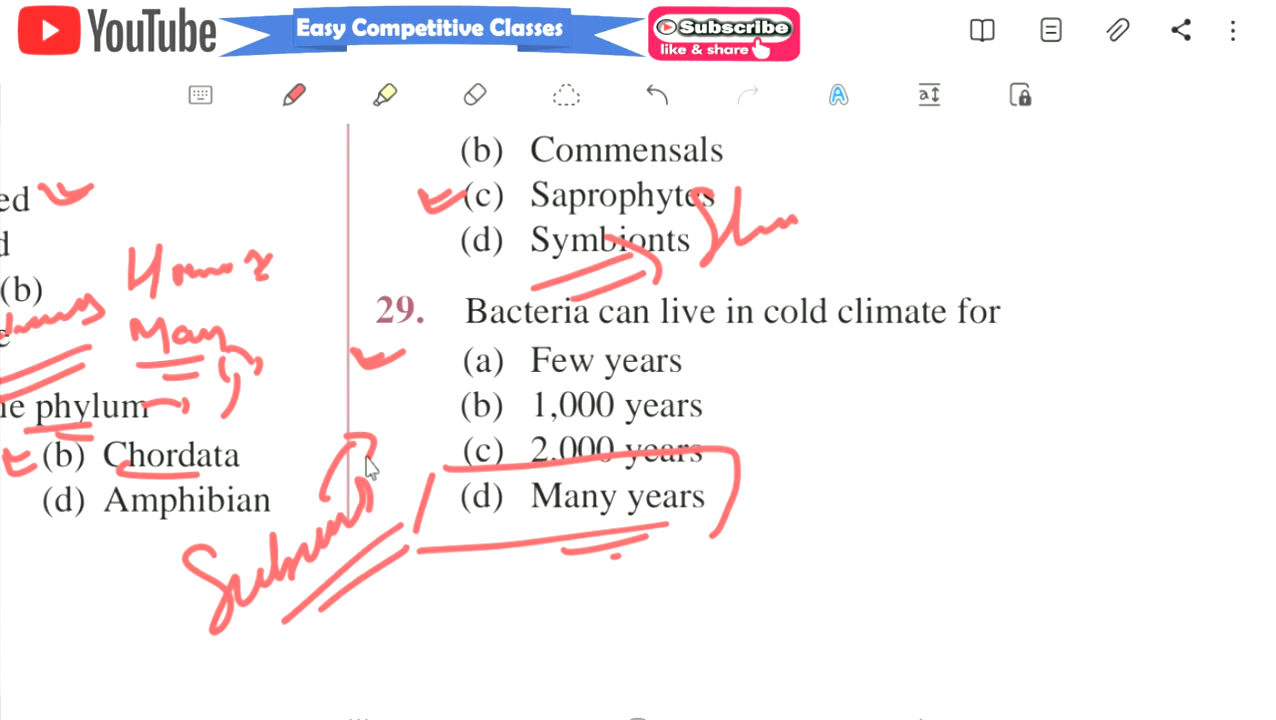 YouTube
Easy Competitive Classes
Subscribe
like & share
ed
d
(b)
Man
e phylum
(b) Chordata
(d) Amphibian
(b) Commensals
(c) Saprophytes
(d) Symbionts
29. Bacteria can live in cold climate for
(a) Few years
(b) 1,000 years
(c) 2,000 years
(d) Many years